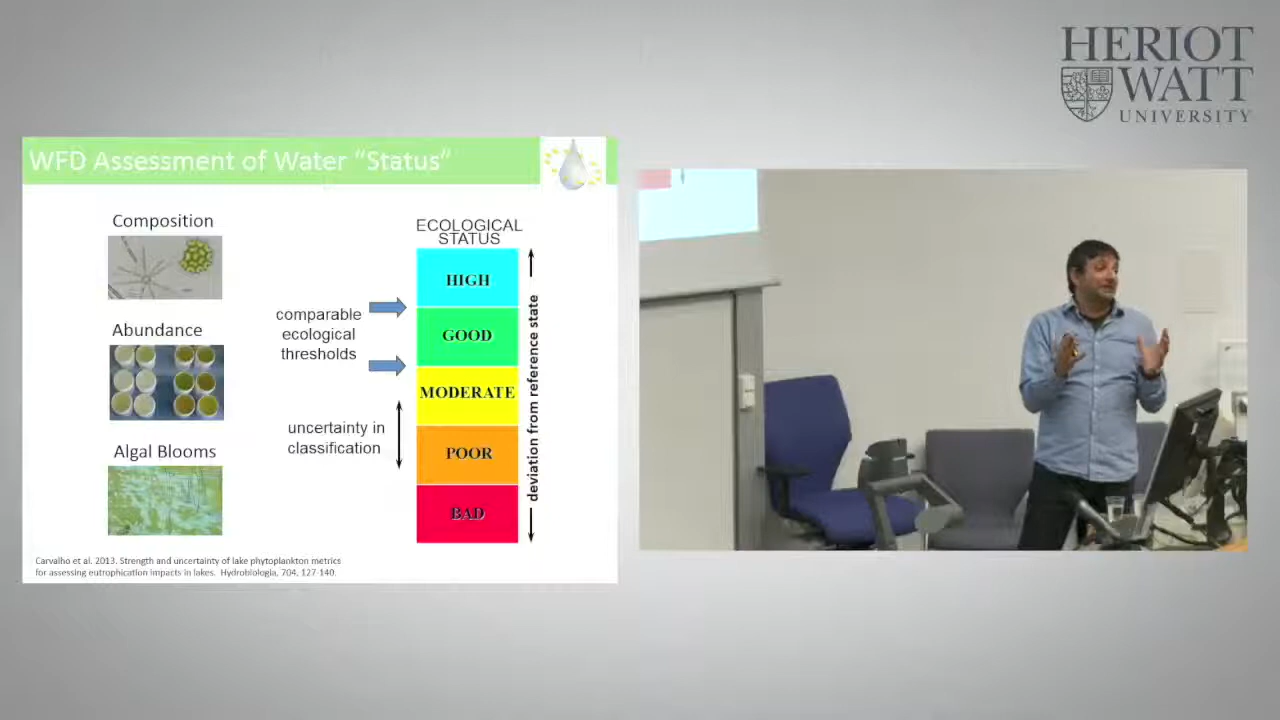 HERIOT
WATT
UNIVERSITY
WFD Assessment of Water “Status”
Composition
Abundance
Algal Blooms
comparable
ecological
thresholds
uncertainty in
classification
ECOLOGICAL
STATUS
HIGH
GOOD
MODERATE
POOR
BAD
deviation from reference state
Carvalho et al. 2013. Strength and uncertainty of lake phytoplankton metrics
for assessing eutrophication impacts in lakes. Hydrobiologia, 704, 127-140.